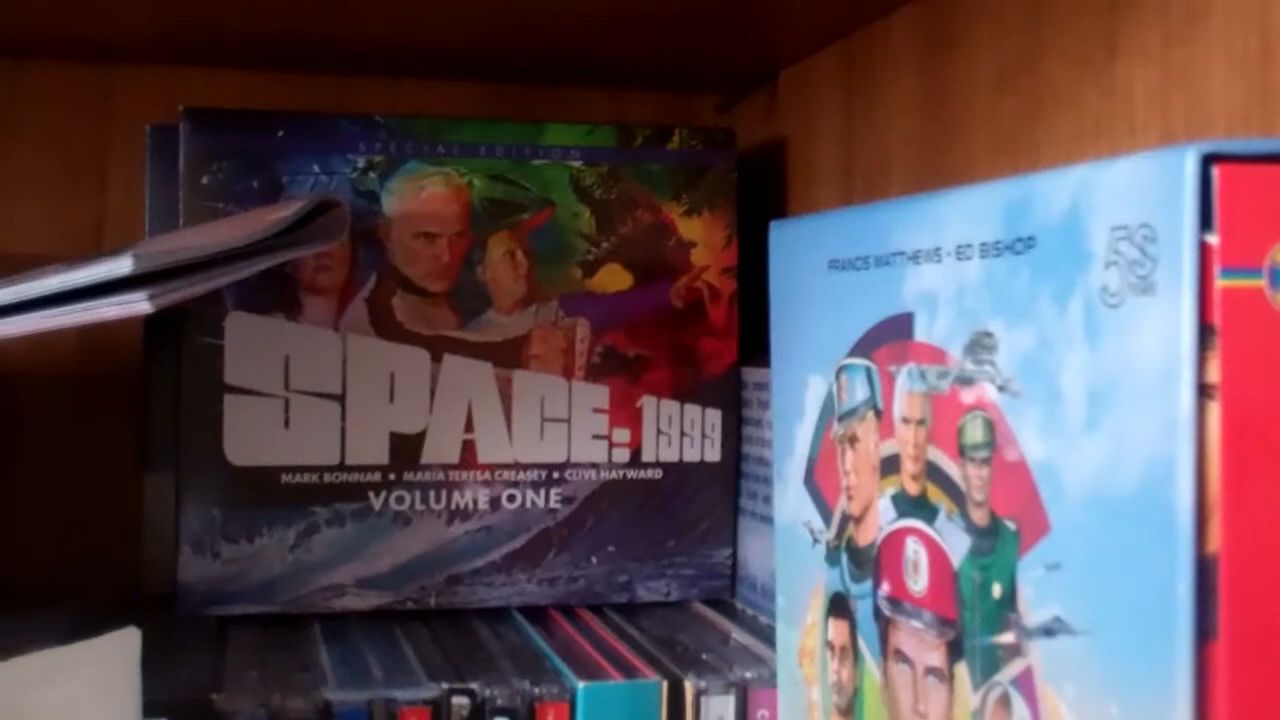 SPECIAL EDITION
SPACE: 1999
MARK BONNAR • MARIA TERESA CREASEY • CLIVE HAYWARD
VOLUME ONE
FRANCIS MATTHEWS • ED BISHOP